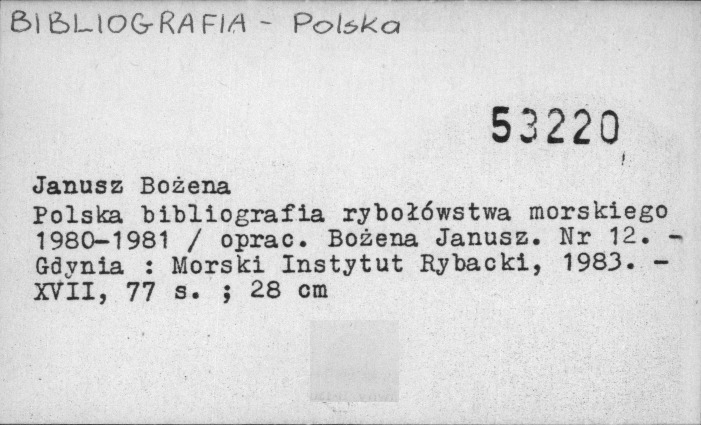 BIBLIOGRAFIA - Polska
53220
Janusz Bożena
Polska bibliografia rybołówstwa morskiego
1980-1981 / oprac. Bożena Janusz. Nr 12. -
Gdynia : Morski Instytut Rybacki, 1983. -
XVII, 77 s. ; 28 cm